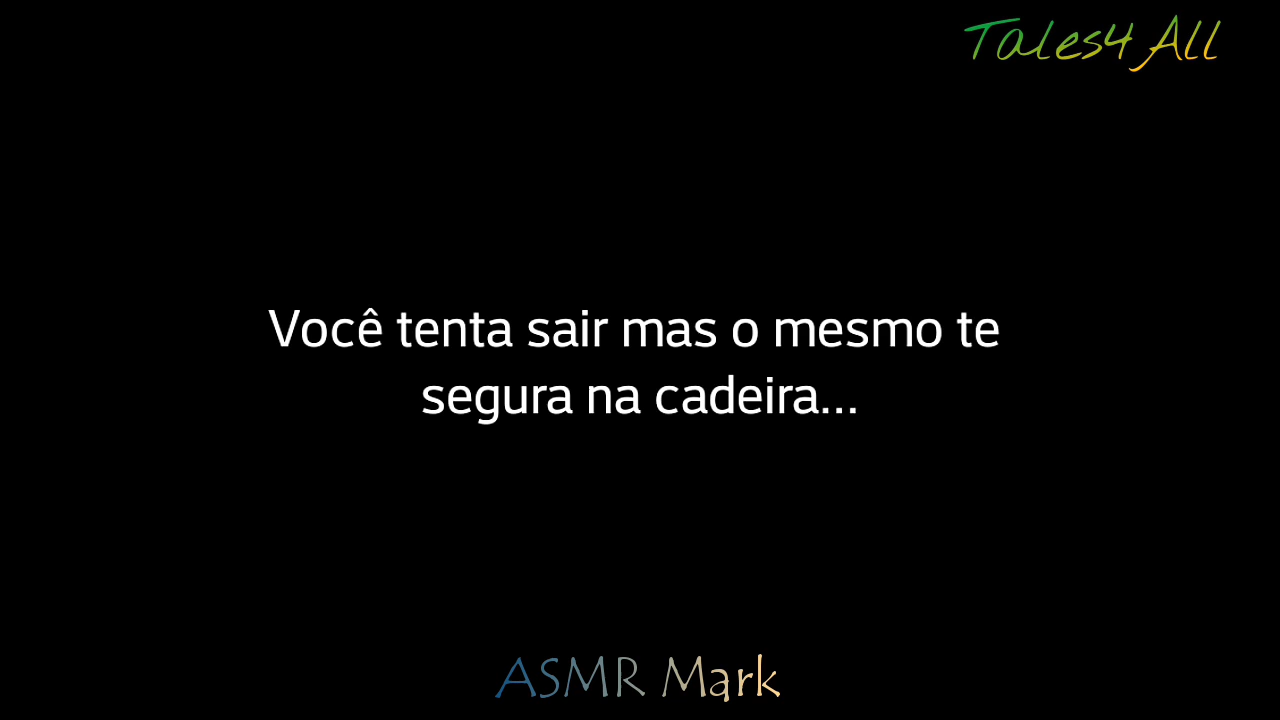 Tales4 All
Você tenta sair mas o mesmo te
segura na cadeira...
ASMR Mark